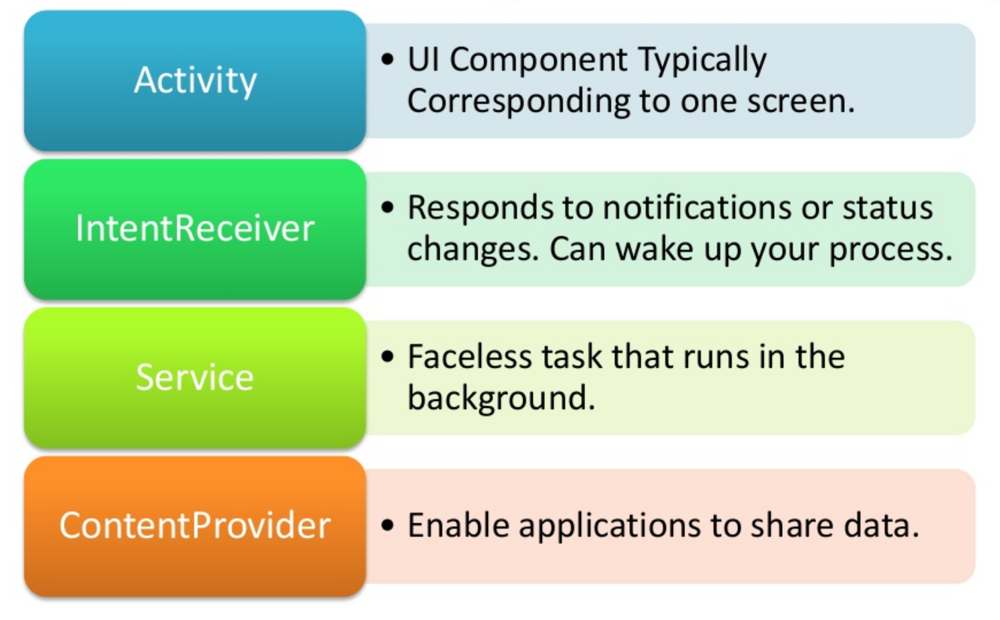 Activity
• UI Component Typically
Corresponding to one screen.
IntentReceiver
• Responds to notifications or status
changes. Can wake up your process.
Service
• Faceless task that runs in the
background.
ContentProvider
• Enable applications to share data.